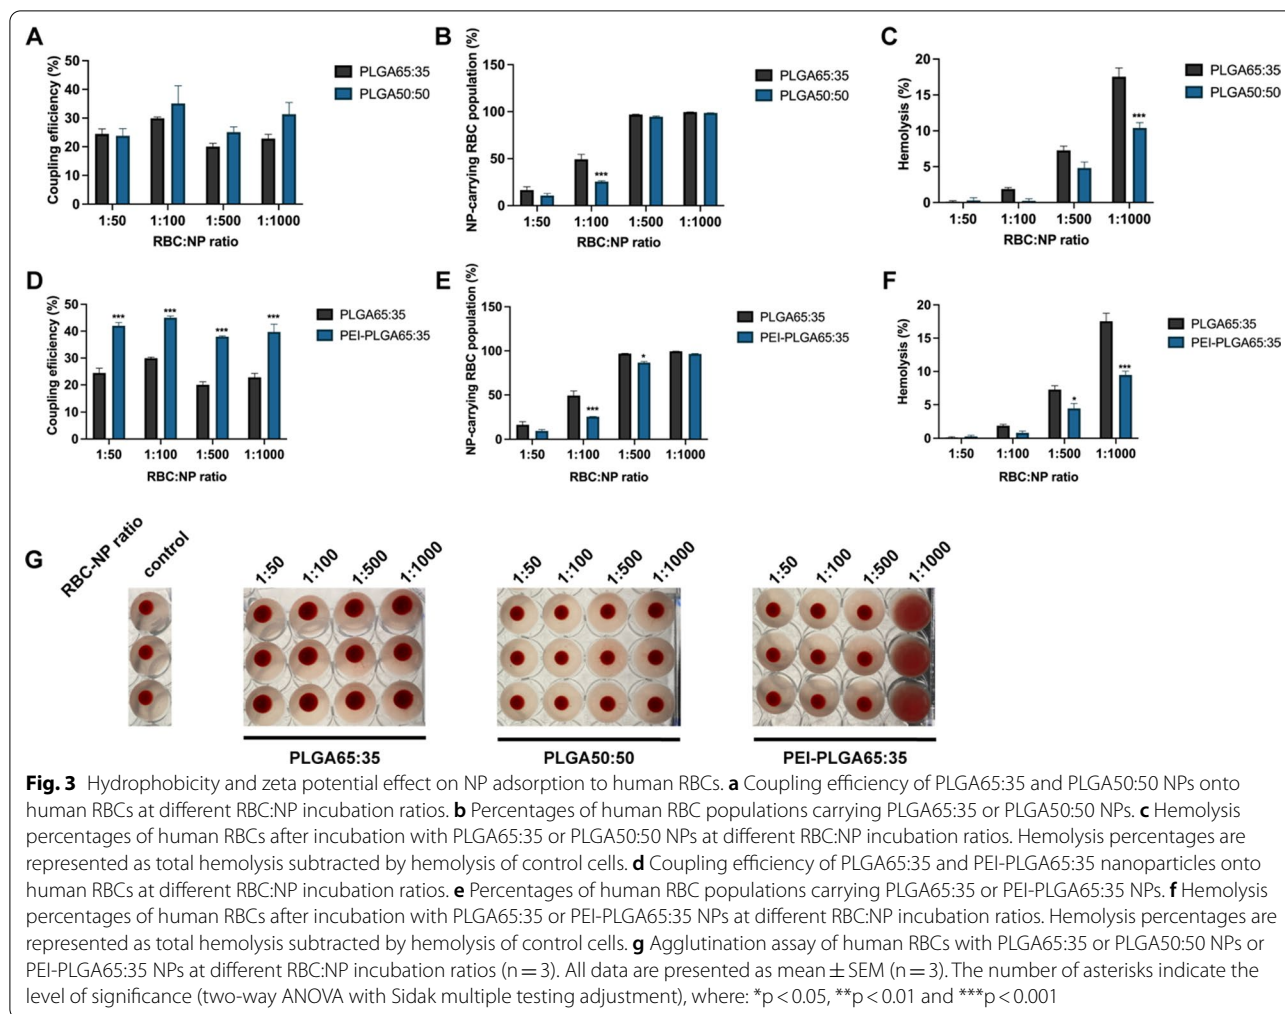 A
Coupling efiiciency (%)
50
40
30
20
10
0
1:50
1:100
1:500
1:1000
RBC:NP ratio
PLGA65:35
PLGA50:50
B
NP-carrying RBC population (%)
150
100
50
0
***
1:50
1:100
1:500
1:1000
RBC:NP ratio
PLGA65:35
PLGA50:50
C
Hemolysis (%)
20
15
10
5
0
***
1:50
1:100
1:500
1:1000
RBC:NP ratio
PLGA65:35
PLGA50:50
D
Coupling efiiciency (%)
50
40
30
20
10
0
***
***
***
***
1:50
1:100
1:500
1:1000
RBC:NP ratio
PLGA65:35
PEI-PLGA65:35
E
NP-carrying RBC population (%)
150
100
50
0
***
*
1:50
1:100
1:500
1:1000
RBC:NP ratio
PLGA65:35
PEI-PLGA65:35
F
Hemolysis (%)
20
15
10
5
0
*
***
1:50
1:100
1:500
1:1000
RBC:NP ratio
PLGA65:35
PEI-PLGA65:35
G
RBC-NP ratio
control
1:50
1:100
1:500
1:1000
PLGA65:35
1:50
1:100
1:500
1:1000
PLGA50:50
1:50
1:100
1:500
1:1000
PEI-PLGA65:35
Fig. 3 Hydrophobicity and zeta potential effect on NP adsorption to human RBCs. a Coupling efficiency of PLGA65:35 and PLGA50:50 NPs onto
human RBCs at different RBC:NP incubation ratios. b Percentages of human RBC populations carrying PLGA65:35 or PLGA50:50 NPs. c Hemolysis
percentages of human RBCs after incubation with PLGA65:35 or PLGA50:50 NPs at different RBC:NP incubation ratios. Hemolysis percentages are
represented as total hemolysis subtracted by hemolysis of control cells. d Coupling efficiency of PLGA65:35 and PEI-PLGA65:35 nanoparticles onto
human RBCs at different RBC:NP incubation ratios. e Percentages of human RBC populations carrying PLGA65:35 or PEI-PLGA65:35 NPs. f Hemolysis
percentages of human RBCs after incubation with PLGA65:35 or PEI-PLGA65:35 NPs at different RBC:NP incubation ratios. Hemolysis percentages are
represented as total hemolysis subtracted by hemolysis of control cells. g Agglutination assay of human RBCs with PLGA65:35 or PLGA50:50 NPs or
PEI-PLGA65:35 NPs at different RBC:NP incubation ratios (n = 3). All data are presented as mean ± SEM (n = 3). The number of asterisks indicate the
level of significance (two-way ANOVA with Sidak multiple testing adjustment), where: *p < 0.05, **p < 0.01 and ***p < 0.001